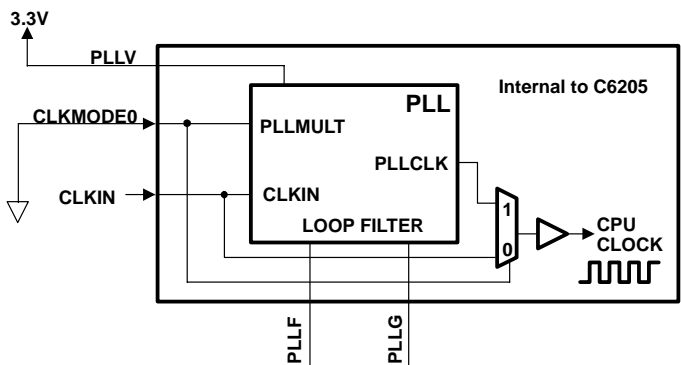 3.3V
PLLV
Internal to C6205
PLL
CLKMODE0
PLLMULT
PLLCLK
CLKIN
CLKIN
LOOP FILTER
1
0
CPU
CLOCK
PLLF
PLLG